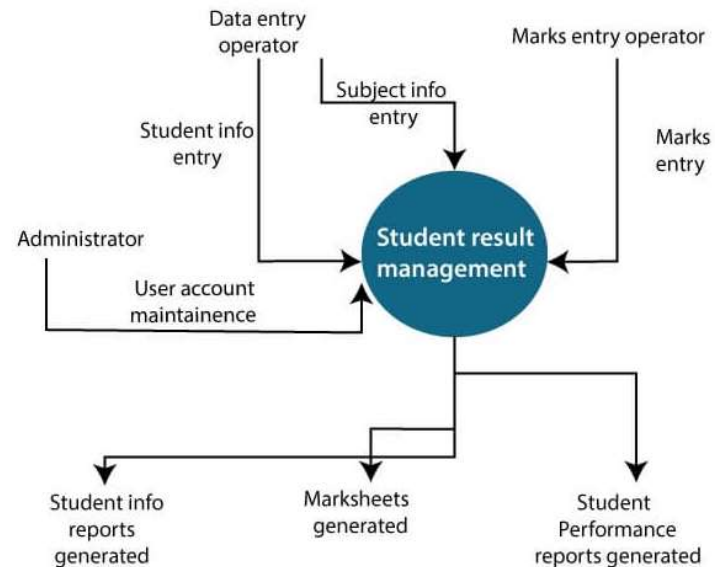 Data entry
operator
Marks entry operator
Subject info
entry
Student info
entry
Marks
entry
Administrator
Student result
management
User account
maintainence
Student info
reports
generated
Marksheets
generated
Student
Performance
reports generated